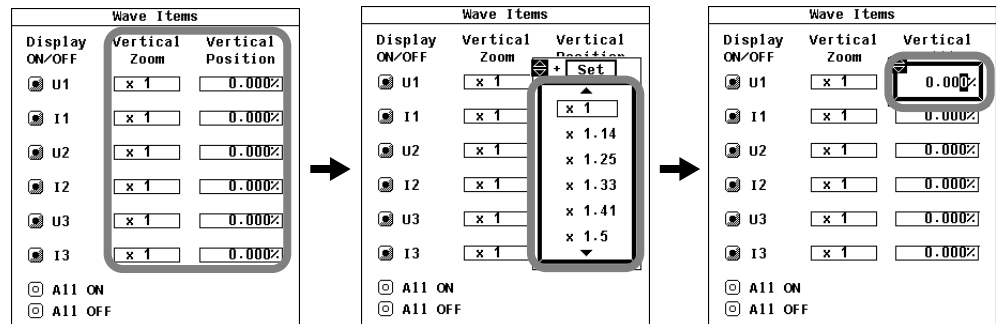 Wave Items
Display Vertical Vertical
ON/OFF Zoom Position
U1 x 1 0.000%
I1 x 1 0.000%
U2 x 1 0.000%
I2 x 1 0.000%
U3 x 1 0.000%
I3 x 1 0.000%
All ON
All OFF
Wave Items
Display Vertical Vertical
ON/OFF Zoom Position
+ Set
U1 x 1
I1 x 1
U2 x 1
I2 x 1
U3 x 1
I3 x 1
x 1
x 1.14
x 1.25
x 1.33
x 1.41
x 1.5
All ON
All OFF
Wave Items
Display Vertical Vertical
ON/OFF Zoom
U1 x 1 0.000%
I1 x 1 0.000%
U2 x 1 0.000%
I2 x 1 0.000%
U3 x 1 0.000%
I3 x 1 0.000%
All ON
All OFF